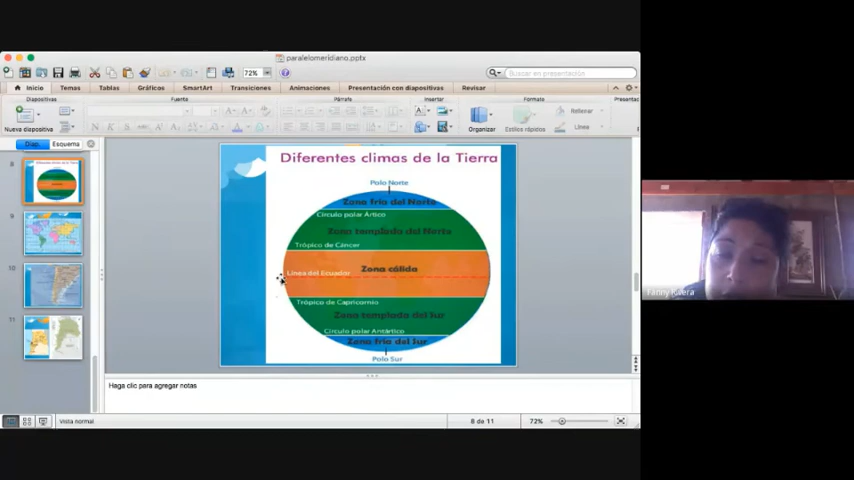 paralelomeridiano.pptx
72%
Buscar en presentación
Inicio
Temas
Tablas
Gráficos
SmartArt
Transiciones
Animaciones
Presentación con diapositivas
Revisar
Diapositivas
Fuente
Párrafo
Insertar
Formato
Presentac
Nueva diapositiva
Organizar
Estilos rápidos
Rellenar
Línea
Diap.
Esquema
8
9
10
11
Diferentes climas de la Tierra
Polo Norte
Zona fría del Norte
Círculo polar Ártico
Zona templada del Norte
Trópico de Cáncer
Línea del Ecuador
Zona cálida
Trópico de Capricornio
Zona templada del Sur
Círculo polar Antártico
Zona fría del Sur
Polo Sur
Haga clic para agregar notas
Vista normal
8 de 11
72%
Rivera